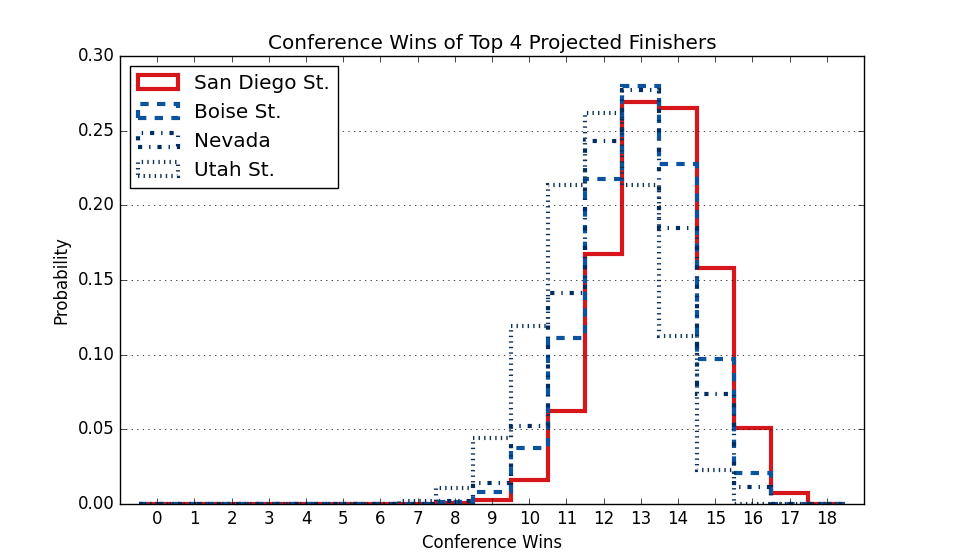 Conference Wins of Top 4 Projected Finishers
0.30
San Diego St.
Boise St.
Nevada
Utah St.
0.25
0.20
0.15
0.10
0.05
0.00
Probability
0 1 2 3 4 5 6 7 8 9 10 11 12 13 14 15 16 17 18
Conference Wins